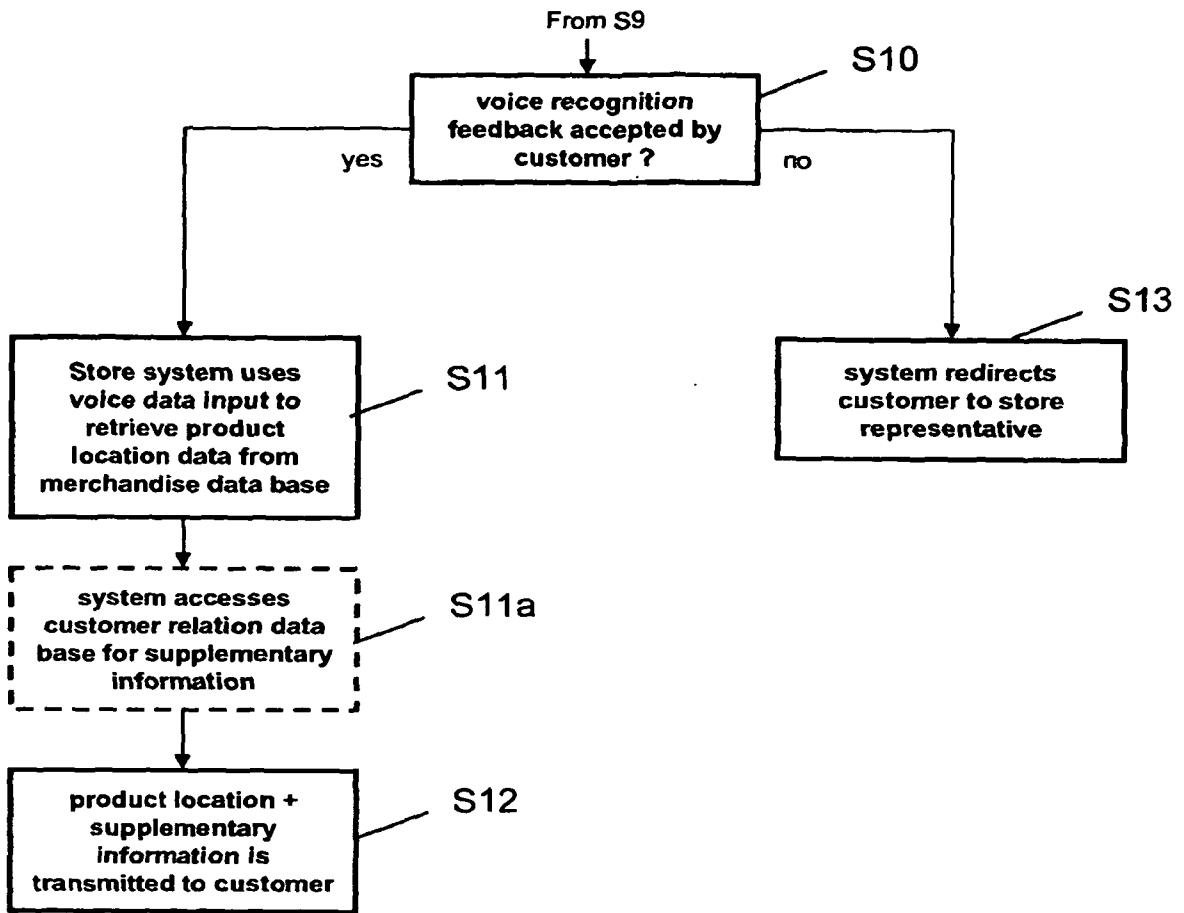 From S9
S10
voice recognition
feedback accepted by
customer ?
yes
no
S13
Store system uses
voice data input to
retrieve product
location data from
merchandise data base
S11
system redirects
customer to store
representative
system accesses
customer relation data
base for supplementary
information
S11a
product location +
supplementary
information is
transmitted to customer
S12